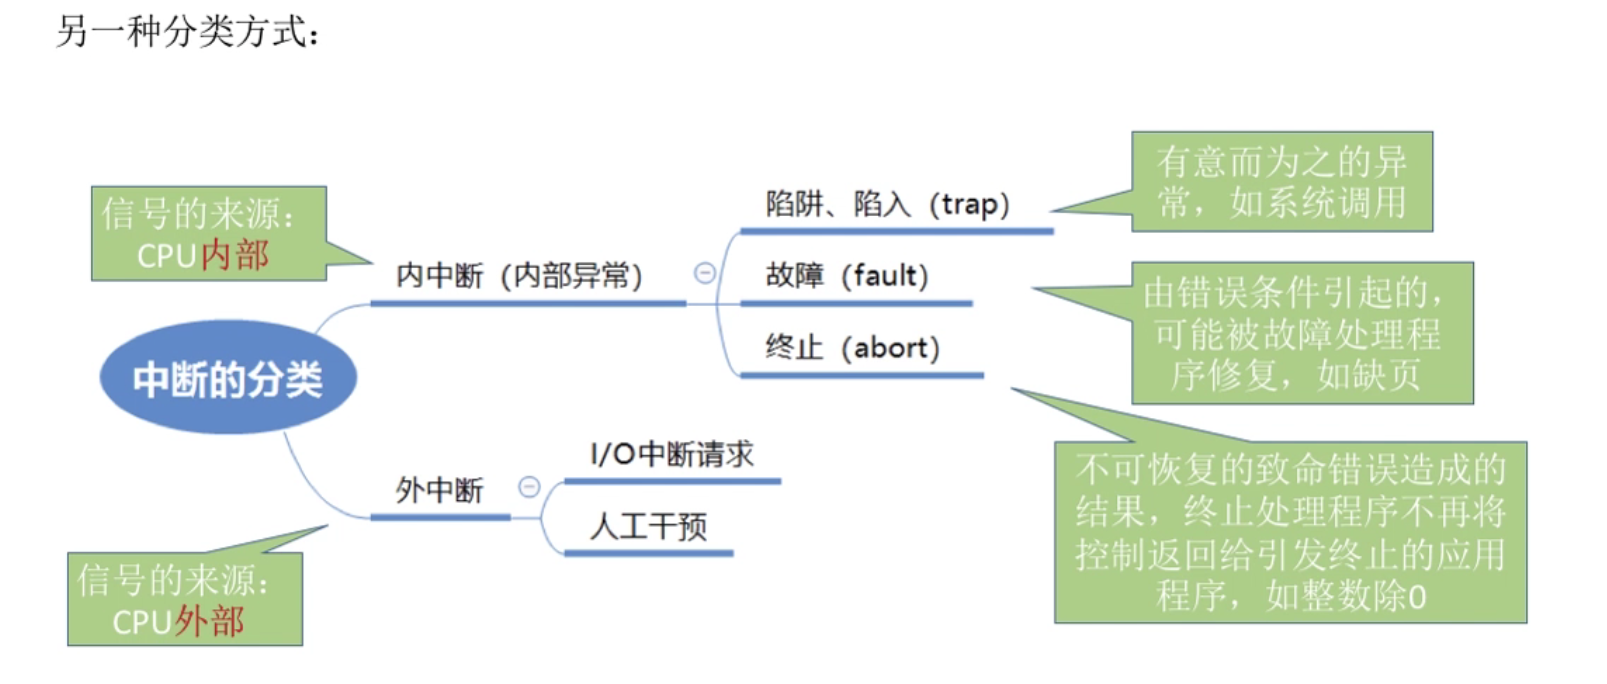 另一种分类方式：
信号的来源：
CPU内部
中断的分类
内中断（内部异常）
陷阱、陷入（trap）
有意而为之的异
常，如系统调用
故障（fault）
由错误条件引起的，
可能被故障处理程
序修复，如缺页
终止（abort）
不可恢复的致命错误造成的
结果，终止处理程序不再将
控制返回给引发终止的应用
程序，如整数除0
外中断
I/O中断请求
人工干预
信号的来源：
CPU外部